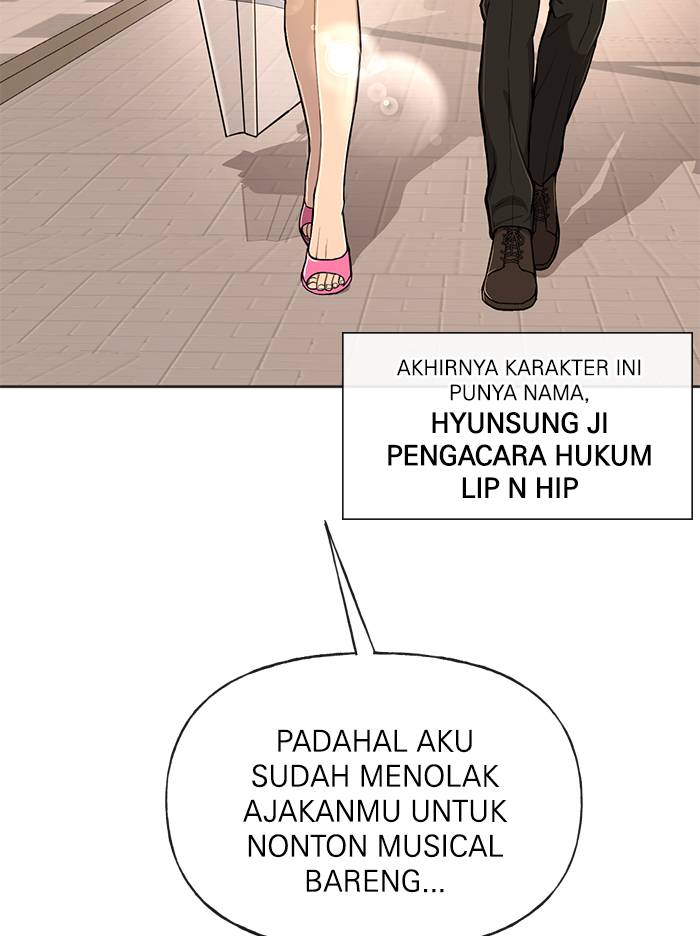 AKHIRNYA KARAKTER INI
PUNYA NAMA,
HYUNSUNG JI
PENGACARA HUKUM
LIP N HIP
PADAHAL AKU
SUDAH MENOLAK
AJAKANMU UNTUK
NONTON MUSICAL
BARENG...